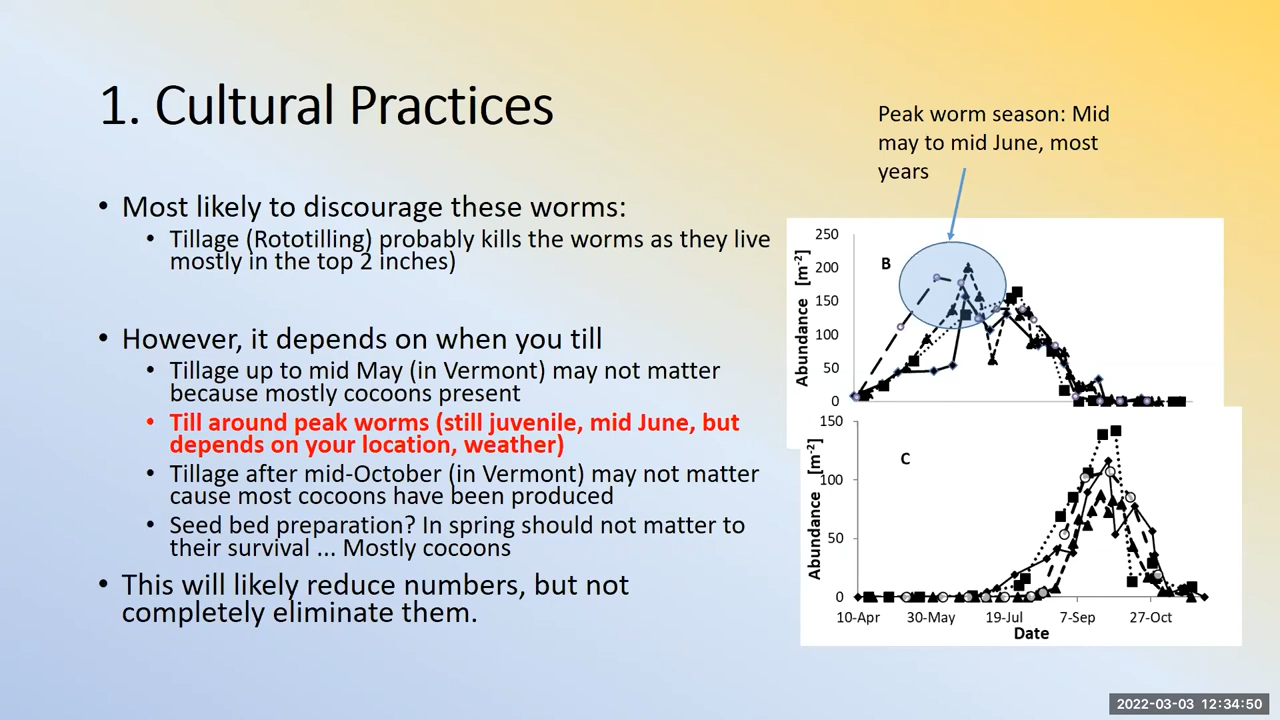 1. Cultural Practices
Peak worm season: Mid
may to mid June, most
years
• Most likely to discourage these worms:
• Tillage (Rototilling) probably kills the worms as they live
mostly in the top 2 inches)
• However, it depends on when you till
• Tillage up to mid May (in Vermont) may not matter
because mostly cocoons present
• Till around peak worms (still juvenile, mid June, but
depends on your location, weather)
• Tillage after mid-October (in Vermont) may not matter
cause most cocoons have been produced
• Seed bed preparation? In spring should not matter to
their survival ... Mostly cocoons
• This will likely reduce numbers, but not
completely eliminate them.
250
200
150
100
50
0
Abundance [m-2]
B
150
100
50
0
Abundance [m-2]
C
10-Apr 30-May 19-Jul 7-Sep 27-Oct
Date
2022-03-03 12:34:50